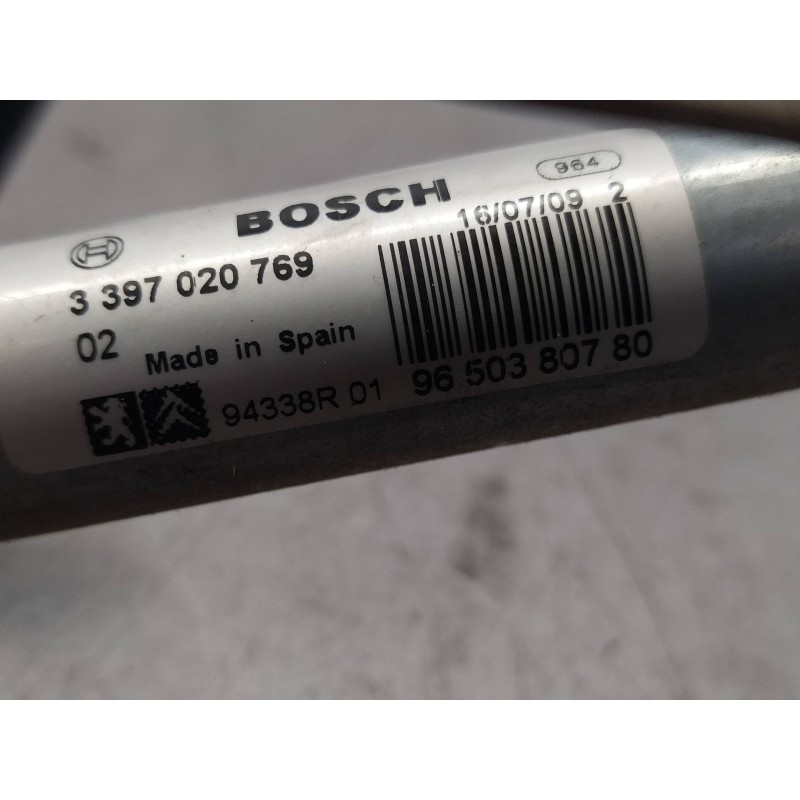 964
BOSCH
16/07/09 2
3 397 020 769
02 Made in Spain
96 503 807 80
94338R 01